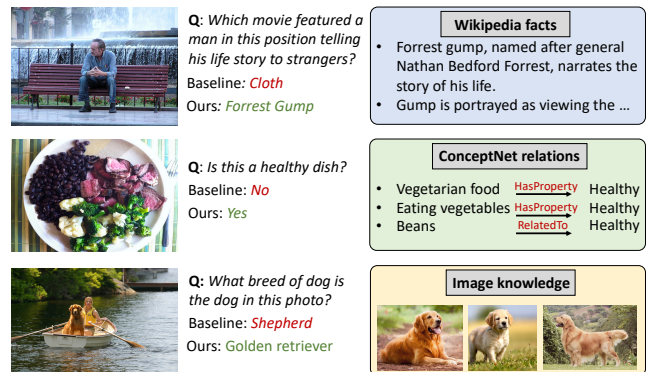 Q: Which movie featured a
man in this position telling
his life story to strangers?
Baseline: Cloth
Ours: Forrest Gump
Wikipedia facts
• Forrest gump, named after general
Nathan Bedford Forrest, narrates the
story of his life.
• Gump is portrayed as viewing the …
Q: Is this a healthy dish?
Baseline: No
Ours: Yes
ConceptNet relations
• Vegetarian food HasProperty Healthy
• Eating vegetables HasProperty Healthy
• Beans RelatedTo Healthy
Q: What breed of dog is
the dog in this photo?
Baseline: Shepherd
Ours: Golden retriever
Image knowledge